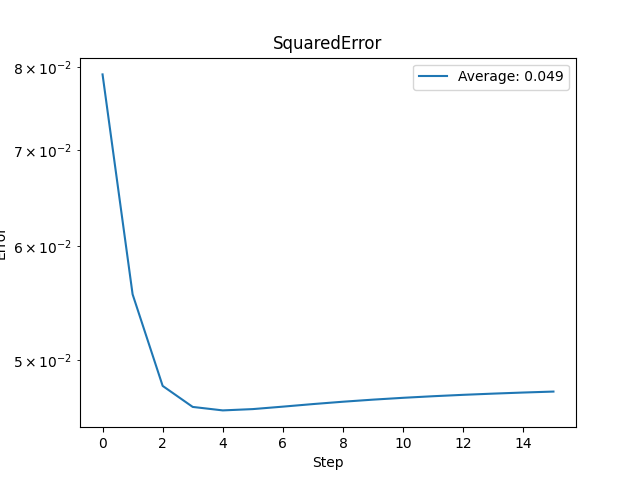 SquaredError
Average: 0.049
8 × 10⁻²
7 × 10⁻²
6 × 10⁻²
5 × 10⁻²
Error
0 2 4 6 8 10 12 14
Step